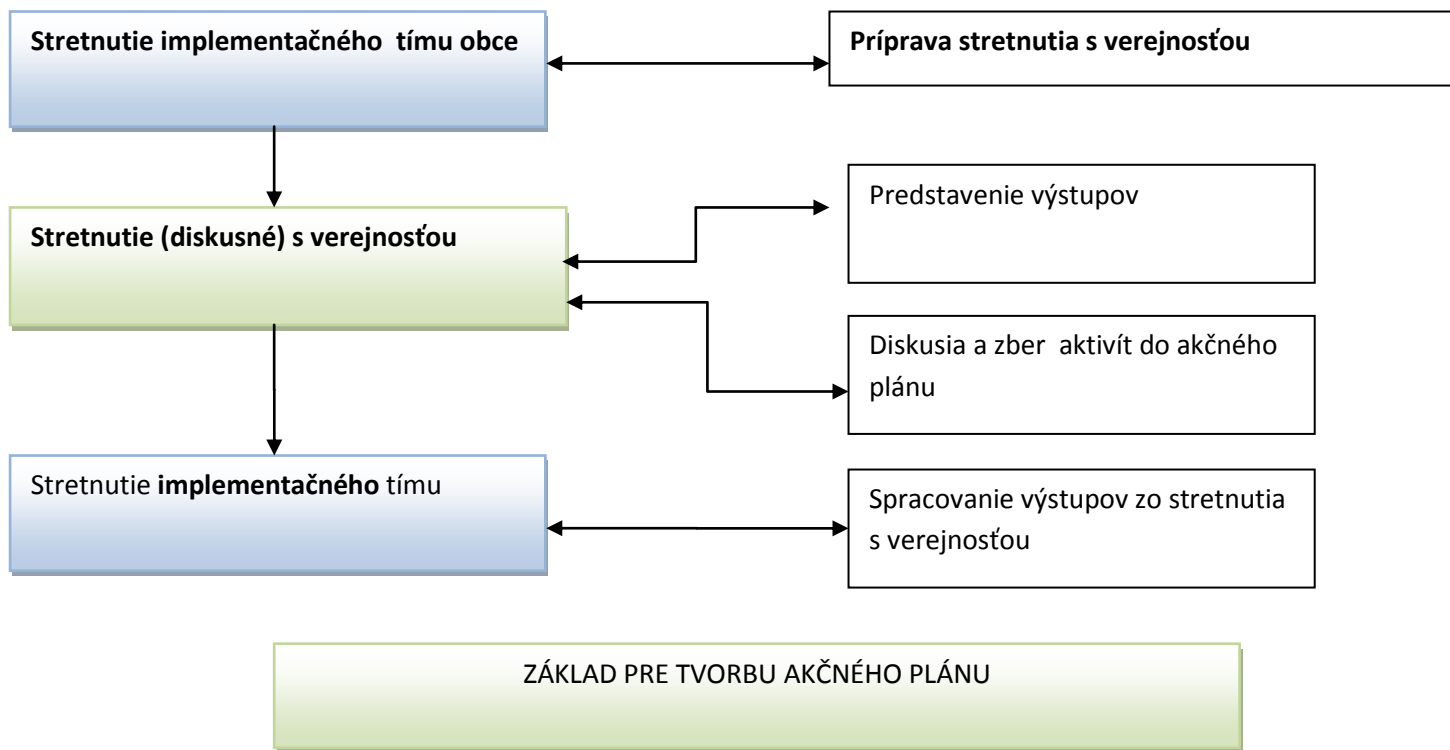 Stretnutie implementačného tímu obce
Príprava stretnutia s verejnosťou
Stretnutie (diskusné) s verejnosťou
Predstavenie výstupov
Diskusia a zber aktivít do akčného
plánu
Stretnutie implementačného tímu
Spracovanie výstupov zo stretnutia
s verejnosťou
ZÁKLAD PRE TVORBU AKČNÉHO PLÁNU